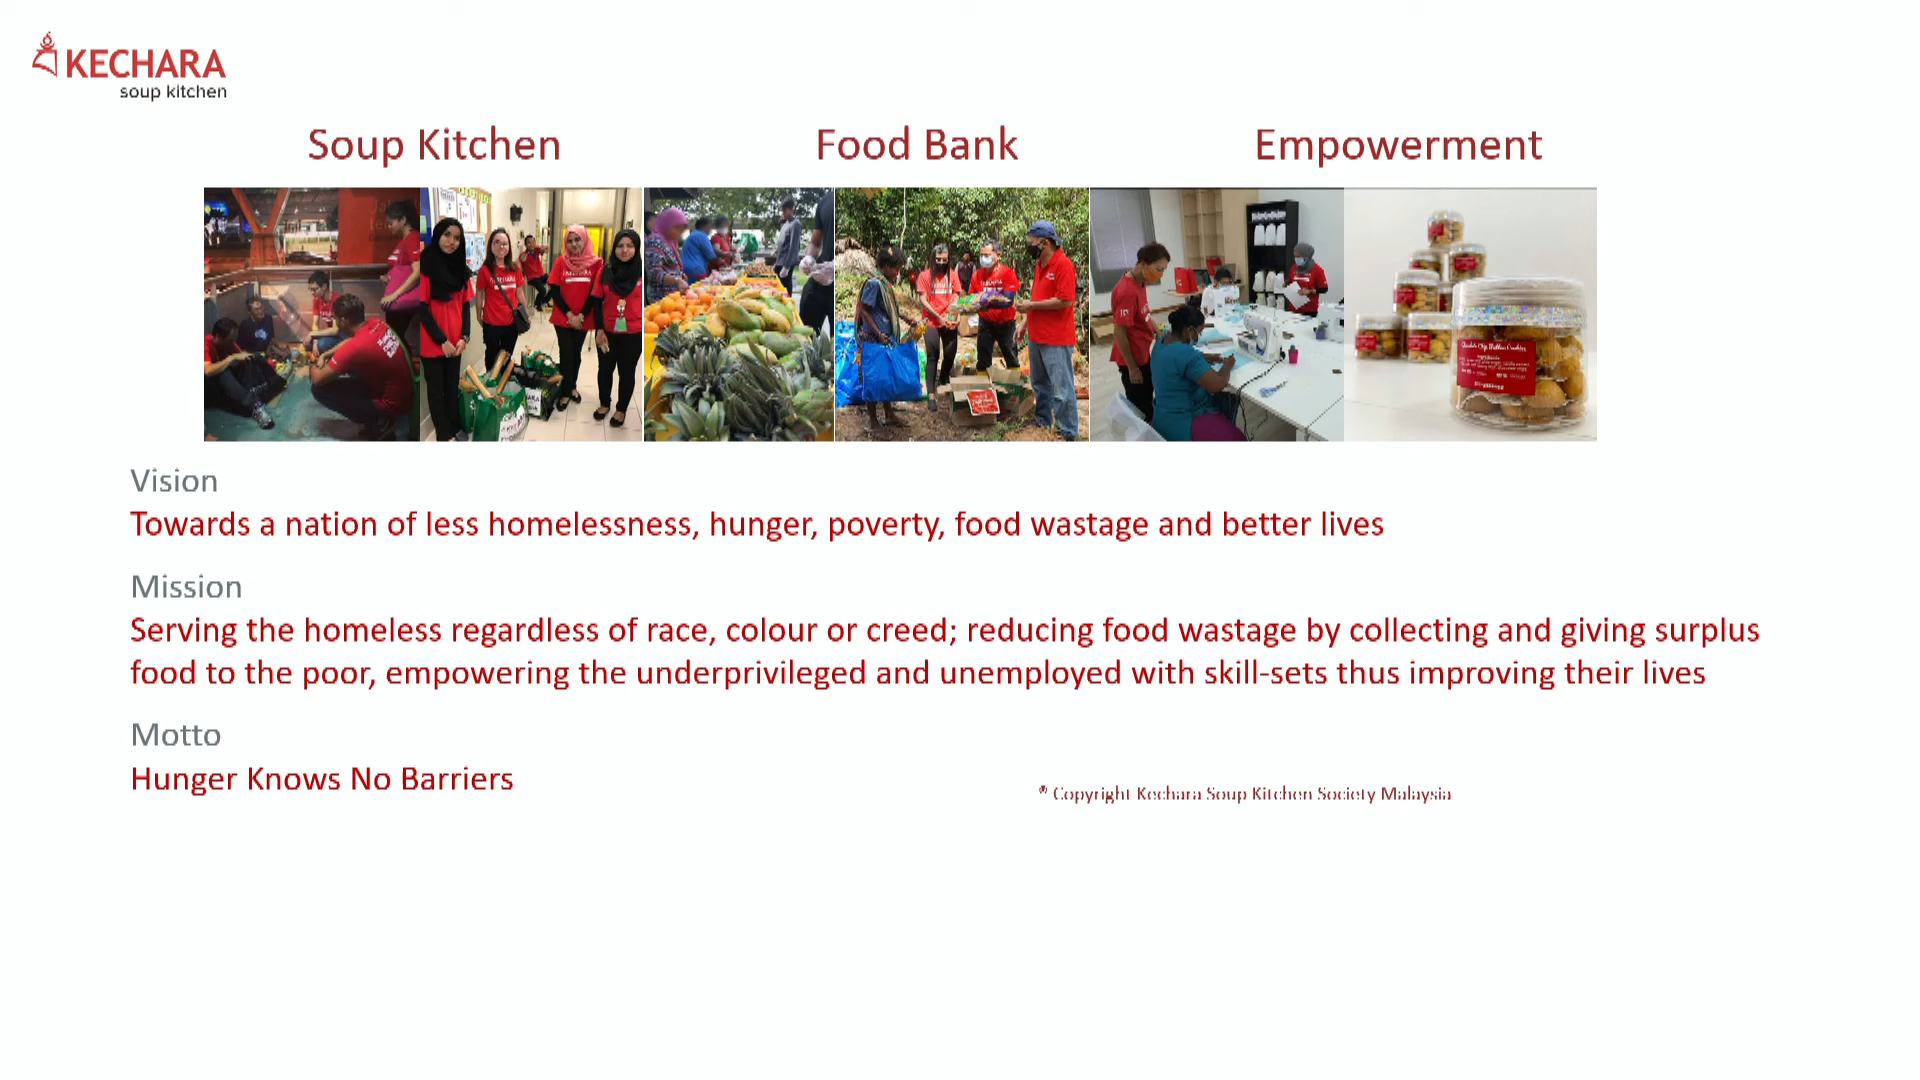 KECHARA
soup kitchen
Soup Kitchen
Food Bank
Empowerment
Vision
Towards a nation of less homelessness, hunger, poverty, food wastage and better lives
Mission
Serving the homeless regardless of race, colour or creed; reducing food wastage by collecting and giving surplus
food to the poor, empowering the underprivileged and unemployed with skill-sets thus improving their lives
Motto
Hunger Knows No Barriers
® Copyright Kechara Soup Kitchen Society Malaysia